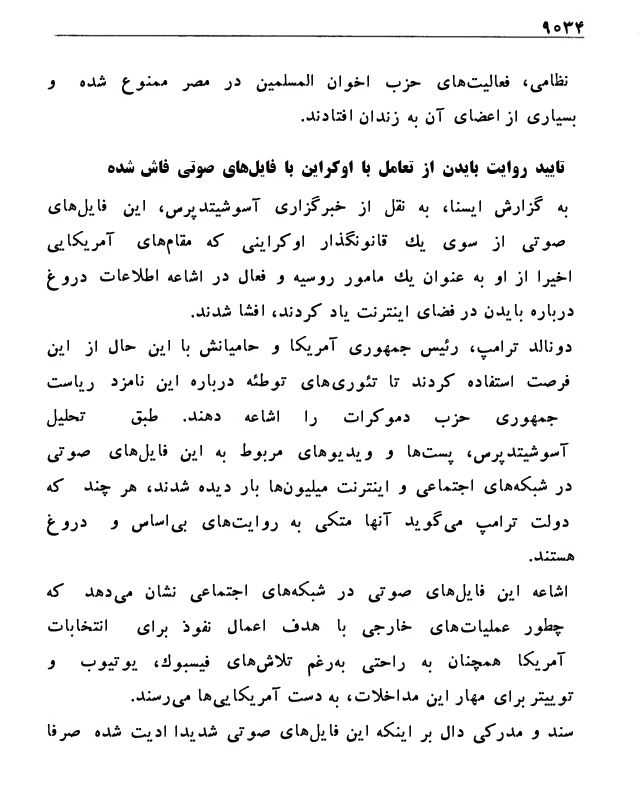 ۹۰۳۴
نظامی، فعالیت‌های حزب اخوان المسلمین در مصر ممنوع شده و
بسیاری از اعضای آن به زندان افتادند.
تایید روایت بایدن از تعامل با اوکراین با فایل‌های صوتی فاش شده
به گزارش ایسنا، به نقل از خبرگزاری آسوشیتدپرس، این فایل‌های
صوتی از سوی یك قانونگذار اوکراینی که مقام‌های آمریکایی
اخیرا از او به عنوان یك مامور روسیه و فعال در اشاعه اطلاعات دروغ
درباره بایدن در فضای اینترنت یاد کردند، افشا شدند.
دونالد ترامپ، رئیس جمهوری آمریکا و حامیانش با این حال از این
فرصت استفاده کردند تا تئوری‌های توطئه درباره این نامزد ریاست
جمهوری حزب دموکرات را اشاعه دهند. طبق تحلیل
آسوشیتدپرس، پست‌ها و ویدیوهای مربوط به این فایل‌های صوتی
در شبکه‌های اجتماعی و اینترنت میلیون‌ها بار دیده شدند، هر چند که
دولت ترامپ می‌گوید آنها متکی به روایت‌های بی‌اساس و دروغ
هستند.
اشاعه این فایل‌های صوتی در شبکه‌های اجتماعی نشان می‌دهد که
چطور عملیات‌های خارجی با هدف اعمال نفوذ برای انتخابات
آمریکا همچنان به راحتی به‌رغم تلاش‌های فیسبوك، یوتیوب و
توییتر برای مهار این مداخلات، به دست آمریکایی‌ها می‌رسند.
سند و مدرکی دال بر اینکه این فایل‌های صوتی شدیدا ادیت شده صرفا